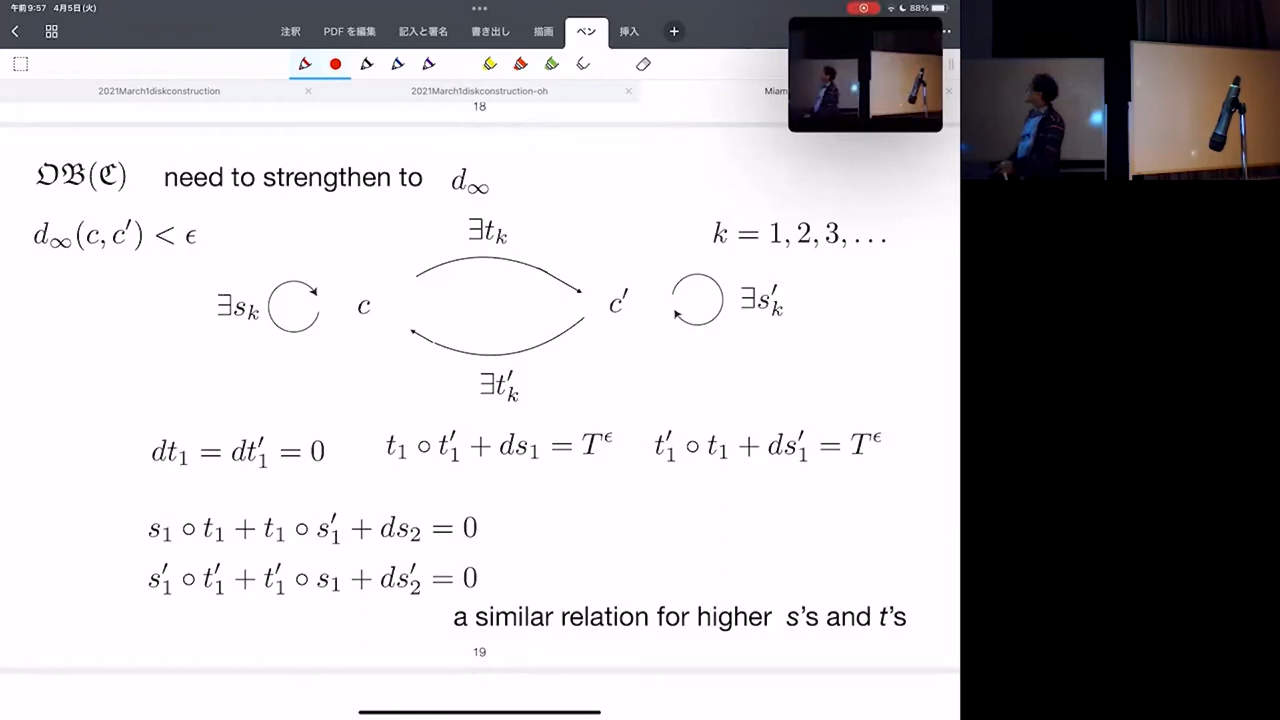 午前9:57 4月5日(火)
88%
注釈 PDF を編集 記入と署名 書き出し 描画 ペン 挿入
2021March1diskconstruction 2021March1diskconstruction-oh Miam
18
𝔒𝔅(ℭ) need to strengthen to d_∞
d_∞(c, c′) < ϵ ∃t_k k = 1, 2, 3, …
∃s_k c c′ ∃s′_k
∃t′_k
dt_1 = dt′_1 = 0 t_1 ∘ t′_1 + ds_1 = T^ϵ t′_1 ∘ t_1 + ds′_1 = T^ϵ
s_1 ∘ t_1 + t_1 ∘ s′_1 + ds_2 = 0
s′_1 ∘ t′_1 + t′_1 ∘ s_1 + ds′_2 = 0
a similar relation for higher s's and t's
19